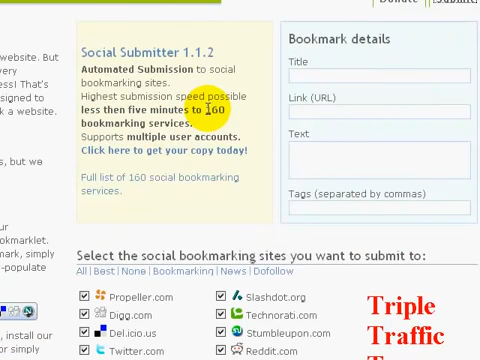 Donate
Submit
website. But
very
ess! That's
esigned to
k a website.
s, but we
ur
okmarklet.
mark, simply
o-populate
, install our
or simply
Social Submitter 1.1.2
Automated Submission to social
bookmarking sites.
Highest submission speed possible
less then five minutes to 160
bookmarking services.
Supports multiple user accounts.
Click here to get your copy today!
Full list of 160 social bookmarking
services.
Bookmark details
Title
Link (URL)
Text
Tags (separated by commas)
Select the social bookmarking sites you want to submit to:
All | Best | None | Bookmarking | News | Dofollow
Propeller.com
Slashdot.org
Digg.com
Technorati.com
Del.icio.us
Stumbleupon.com
Twitter.com
Reddit.com
Triple
Traffic